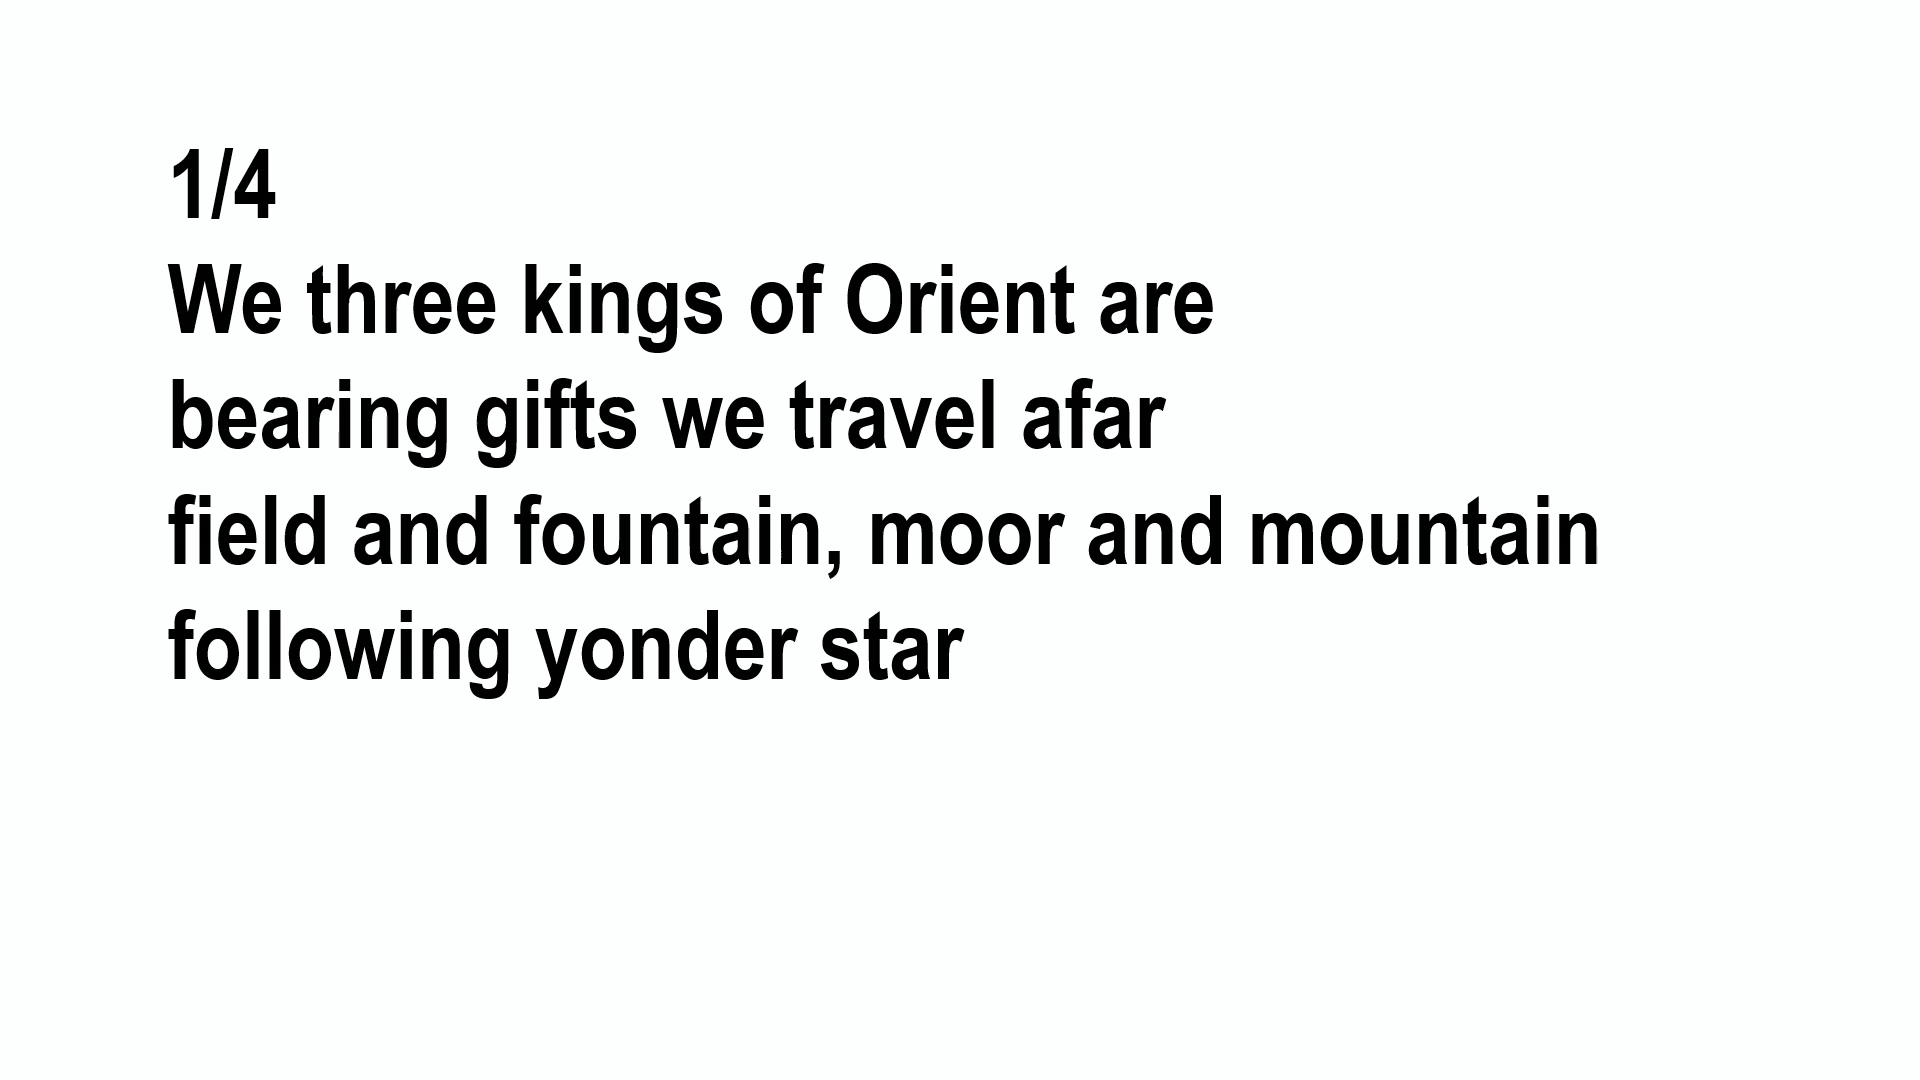 1/4
We three kings of Orient are
bearing gifts we travel afar
field and fountain, moor and mountain
following yonder star